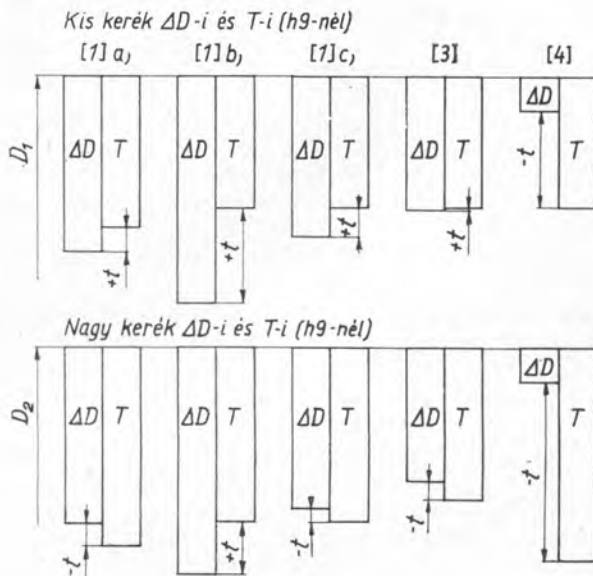 Kis kerék ΔD-i és T-i (h9-nél)
[1] a, [1] b, [1] c, [3] [4]
D₁ ΔD T +t ΔD T +t ΔD T +t ΔD T +t ΔD -t T
Nagy kerék ΔD-i és T-i (h9-nél)
D₂ ΔD T -t ΔD T +t ΔD T -t ΔD T -t ΔD -t T